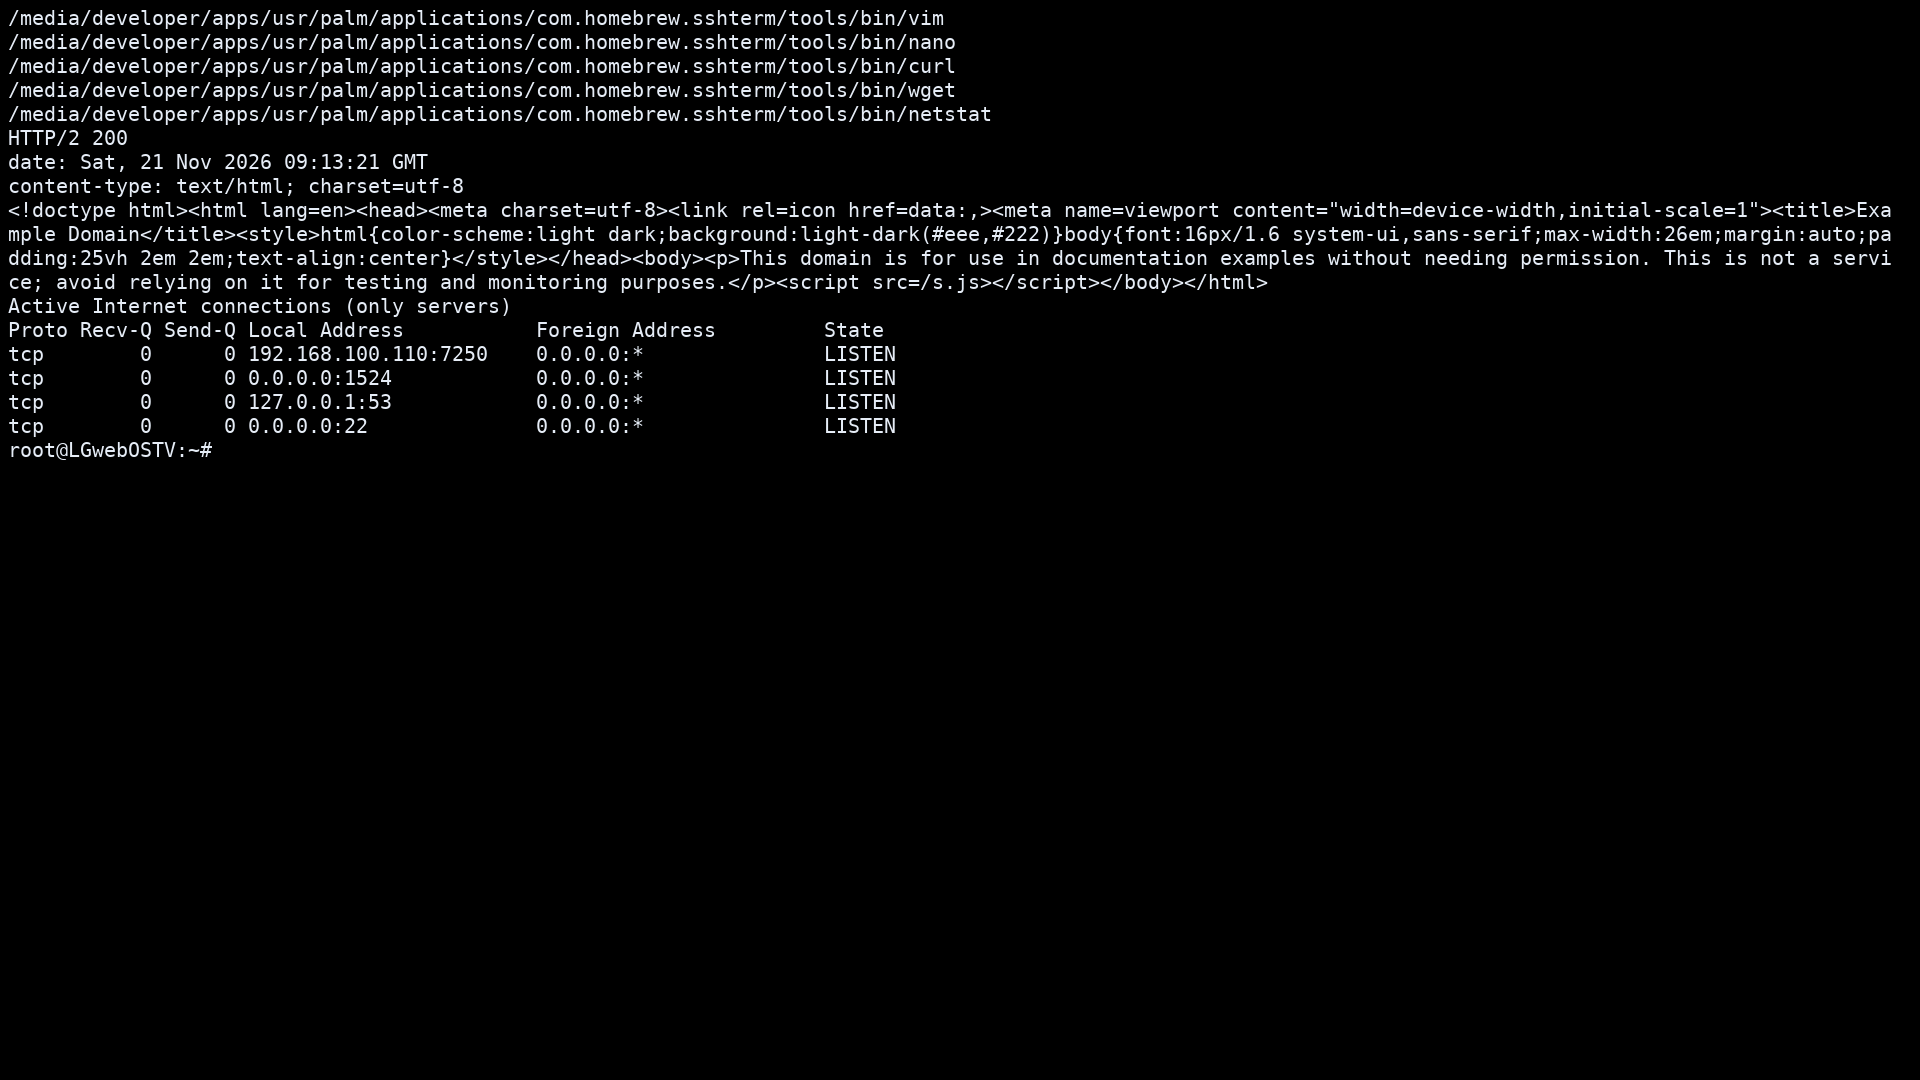 /media/developer/apps/usr/palm/applications/com.homebrew.sshterm/tools/bin/vim
/media/developer/apps/usr/palm/applications/com.homebrew.sshterm/tools/bin/nano
/media/developer/apps/usr/palm/applications/com.homebrew.sshterm/tools/bin/curl
/media/developer/apps/usr/palm/applications/com.homebrew.sshterm/tools/bin/wget
/media/developer/apps/usr/palm/applications/com.homebrew.sshterm/tools/bin/netstat
HTTP/2 200
date: Sat, 21 Nov 2026 09:13:21 GMT
content-type: text/html; charset=utf-8
<!doctype html><html lang=en><head><meta charset=utf-8><link rel=icon href=data:,><meta name=viewport content="width=device-width,initial-scale=1"><title>Exa
mple Domain</title><style>html{color-scheme:light dark;background:light-dark(#eee,#222)}body{font:16px/1.6 system-ui,sans-serif;max-width:26em;margin:auto;pa
dding:25vh 2em 2em;text-align:center}</style></head><body><p>This domain is for use in documentation examples without needing permission. This is not a servi
ce; avoid relying on it for testing and monitoring purposes.</p><script src=/s.js></script></body></html>
Active Internet connections (only servers)
Proto Recv-Q Send-Q Local Address           Foreign Address         State
tcp        0      0 192.168.100.110:7250    0.0.0.0:*               LISTEN
tcp        0      0 0.0.0.0:1524            0.0.0.0:*               LISTEN
tcp        0      0 127.0.0.1:53            0.0.0.0:*               LISTEN
tcp        0      0 0.0.0.0:22              0.0.0.0:*               LISTEN
root@LGwebOSTV:~#